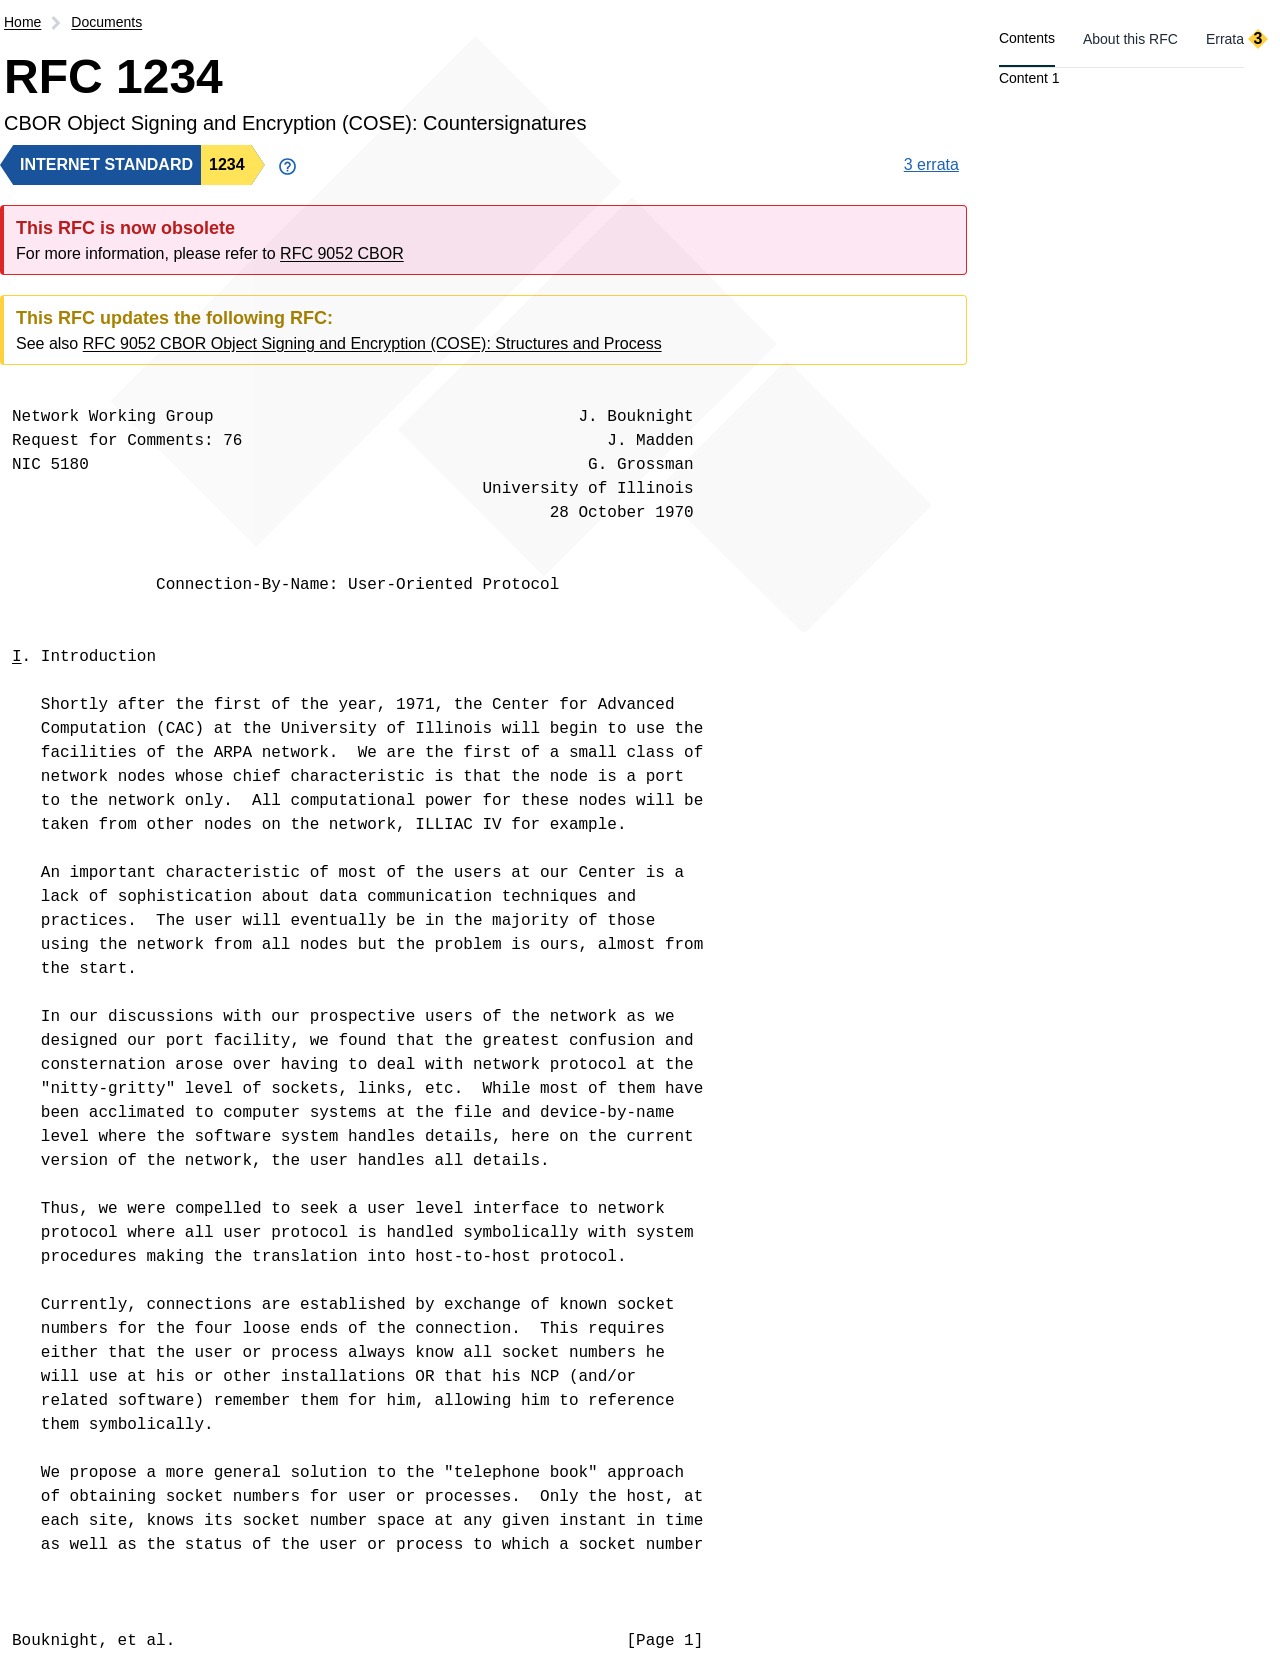 Home Documents
RFC 1234
CBOR Object Signing and Encryption (COSE): Countersignatures
INTERNET STANDARD 1234 3 errata
This RFC is now obsolete
For more information, please refer to RFC 9052 CBOR
This RFC updates the following RFC:
See also RFC 9052 CBOR Object Signing and Encryption (COSE): Structures and Process
Contents About this RFC Errata 3
Content 1
Network Working Group                                      J. Bouknight
Request for Comments: 76                                      J. Madden
NIC 5180                                                    G. Grossman
                                                 University of Illinois
                                                        28 October 1970
               Connection-By-Name: User-Oriented Protocol
I. Introduction
   Shortly after the first of the year, 1971, the Center for Advanced
   Computation (CAC) at the University of Illinois will begin to use the
   facilities of the ARPA network.  We are the first of a small class of
   network nodes whose chief characteristic is that the node is a port
   to the network only.  All computational power for these nodes will be
   taken from other nodes on the network, ILLIAC IV for example.
   An important characteristic of most of the users at our Center is a
   lack of sophistication about data communication techniques and
   practices.  The user will eventually be in the majority of those
   using the network from all nodes but the problem is ours, almost from
   the start.
   In our discussions with our prospective users of the network as we
   designed our port facility, we found that the greatest confusion and
   consternation arose over having to deal with network protocol at the
   "nitty-gritty" level of sockets, links, etc.  While most of them have
   been acclimated to computer systems at the file and device-by-name
   level where the software system handles details, here on the current
   version of the network, the user handles all details.
   Thus, we were compelled to seek a user level interface to network
   protocol where all user protocol is handled symbolically with system
   procedures making the translation into host-to-host protocol.
   Currently, connections are established by exchange of known socket
   numbers for the four loose ends of the connection.  This requires
   either that the user or process always know all socket numbers he
   will use at his or other installations OR that his NCP (and/or
   related software) remember them for him, allowing him to reference
   them symbolically.
   We propose a more general solution to the "telephone book" approach
   of obtaining socket numbers for user or processes.  Only the host, at
   each site, knows its socket number space at any given instant in time
   as well as the status of the user or process to which a socket number
Bouknight, et al.                                               [Page 1]